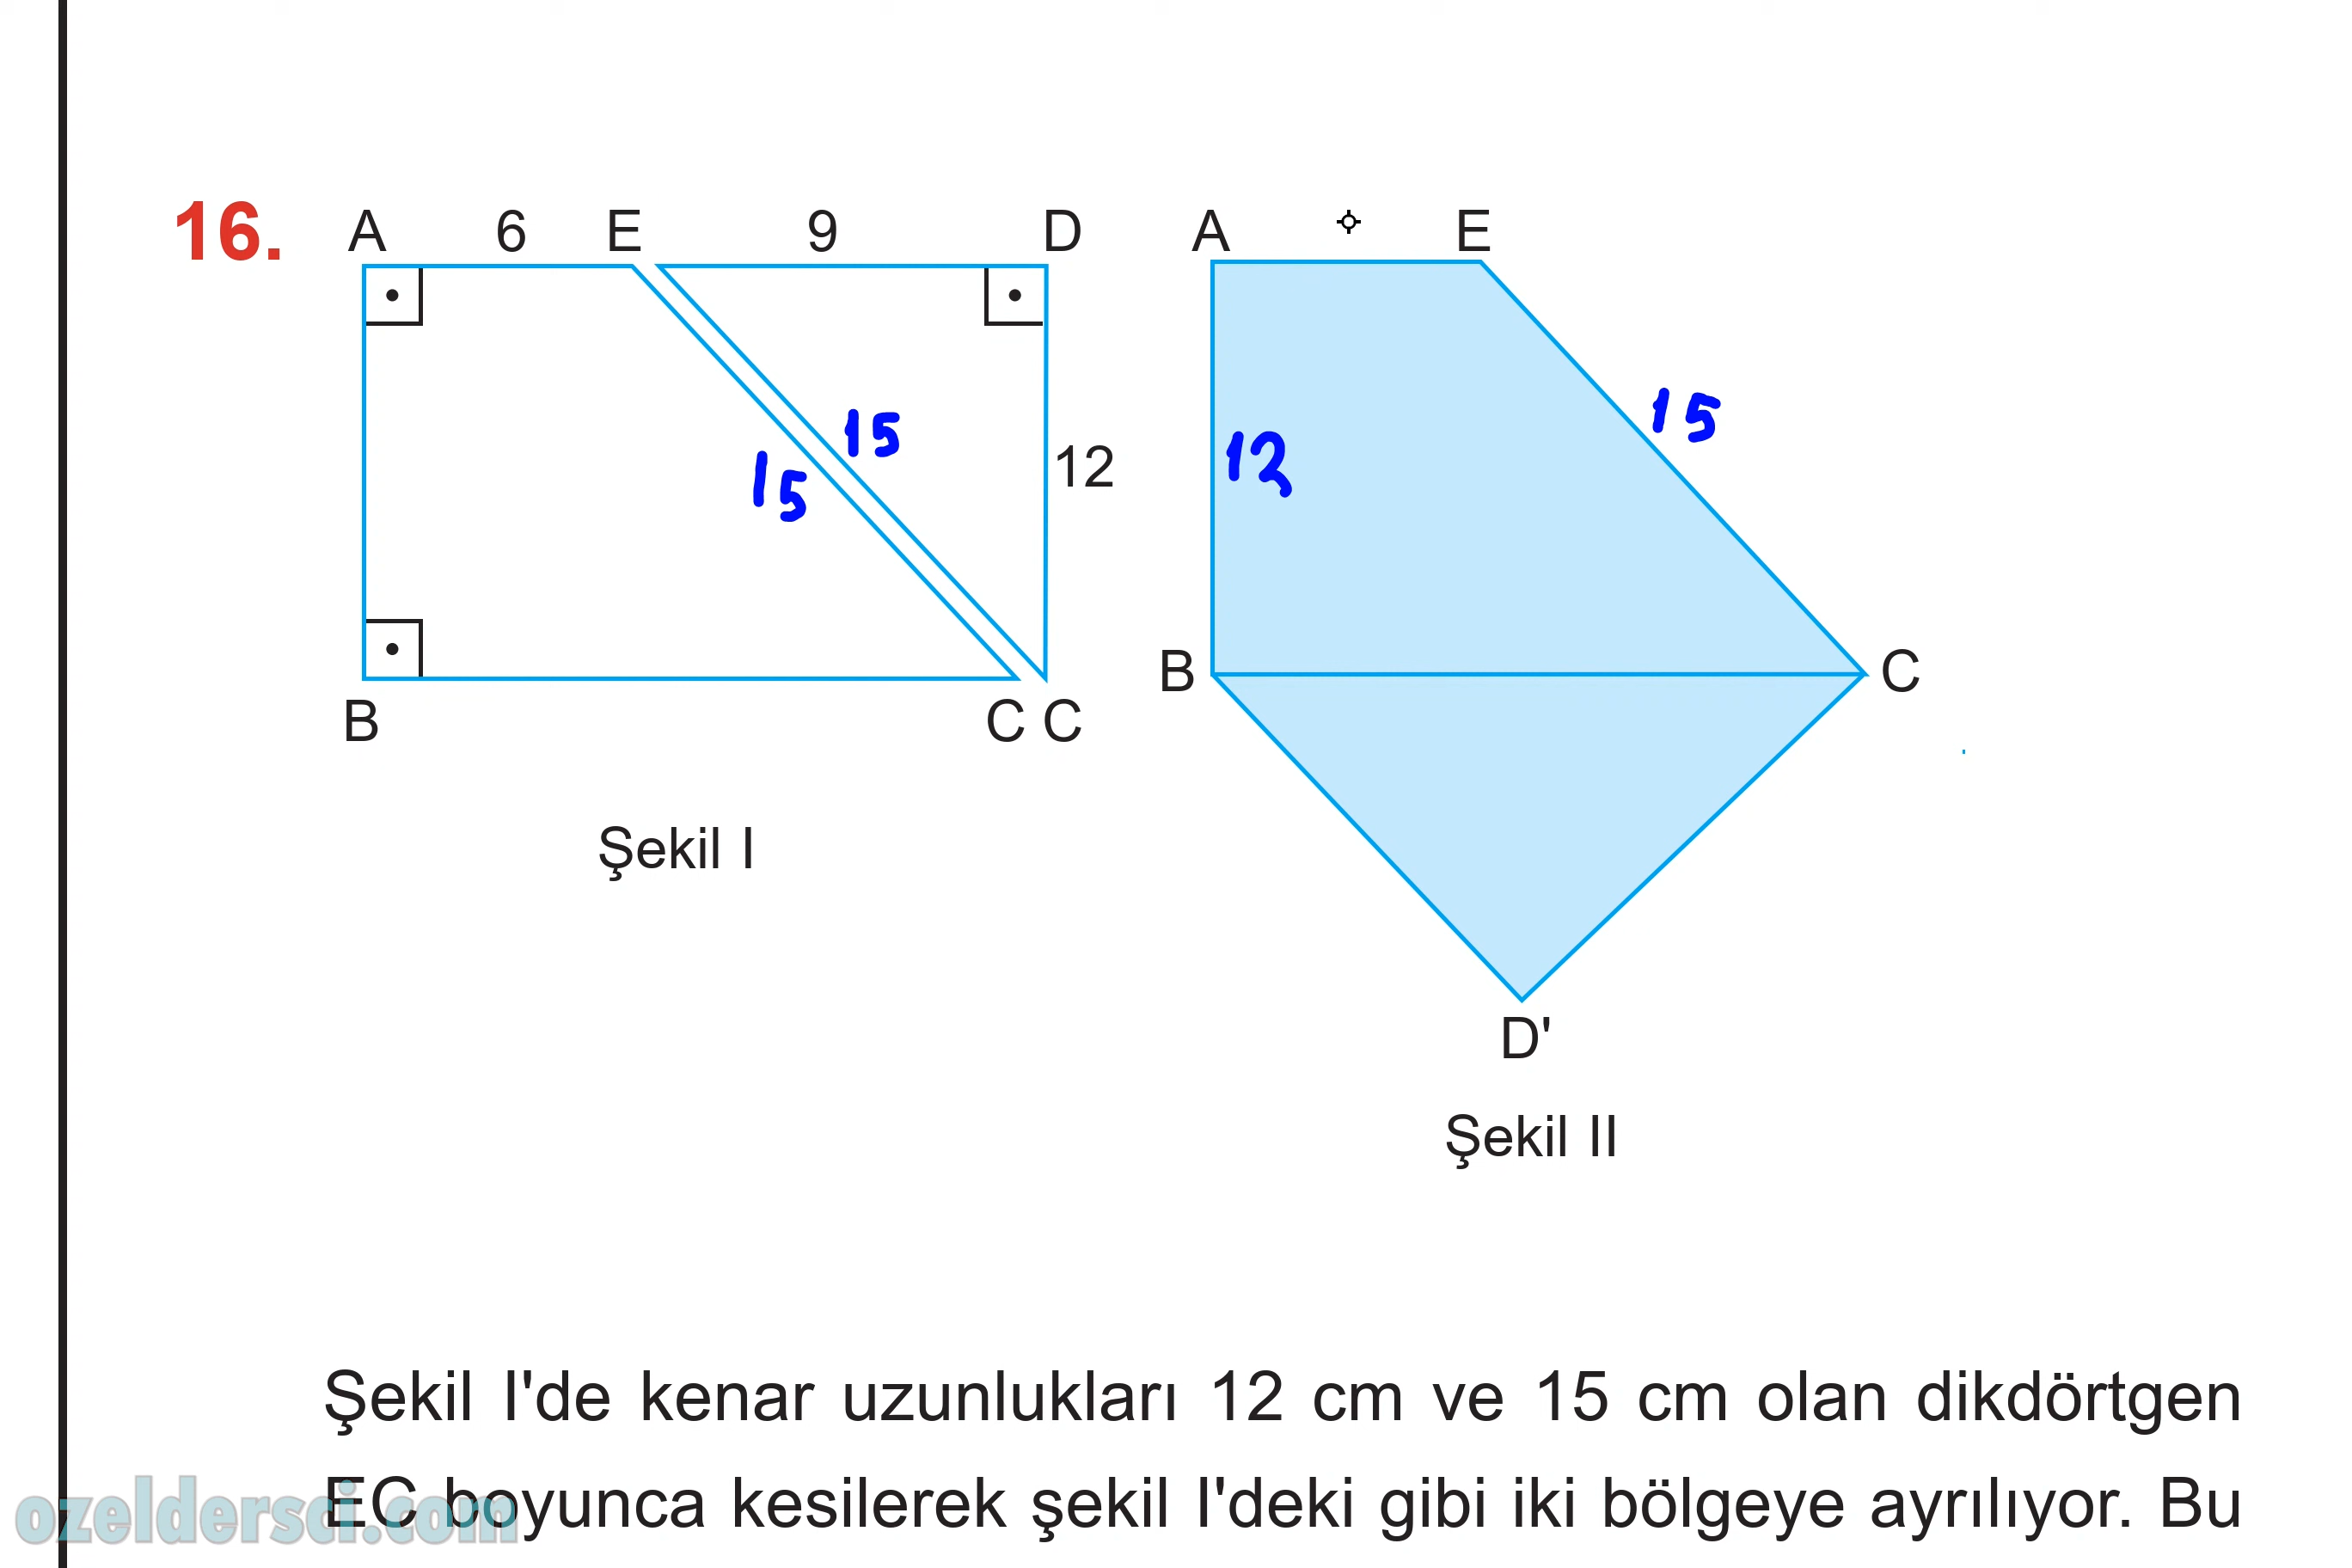 16.
A 6 E 9 D
A E
15
15
12
12
15
B
C C
B
C
Şekil I
D'
Şekil II
Şekil I'de kenar uzunlukları 12 cm ve 15 cm olan dikdörtgen
EC boyunca kesilerek şekil I'deki gibi iki bölgeye ayrılıyor. Bu
ozeldersci.com